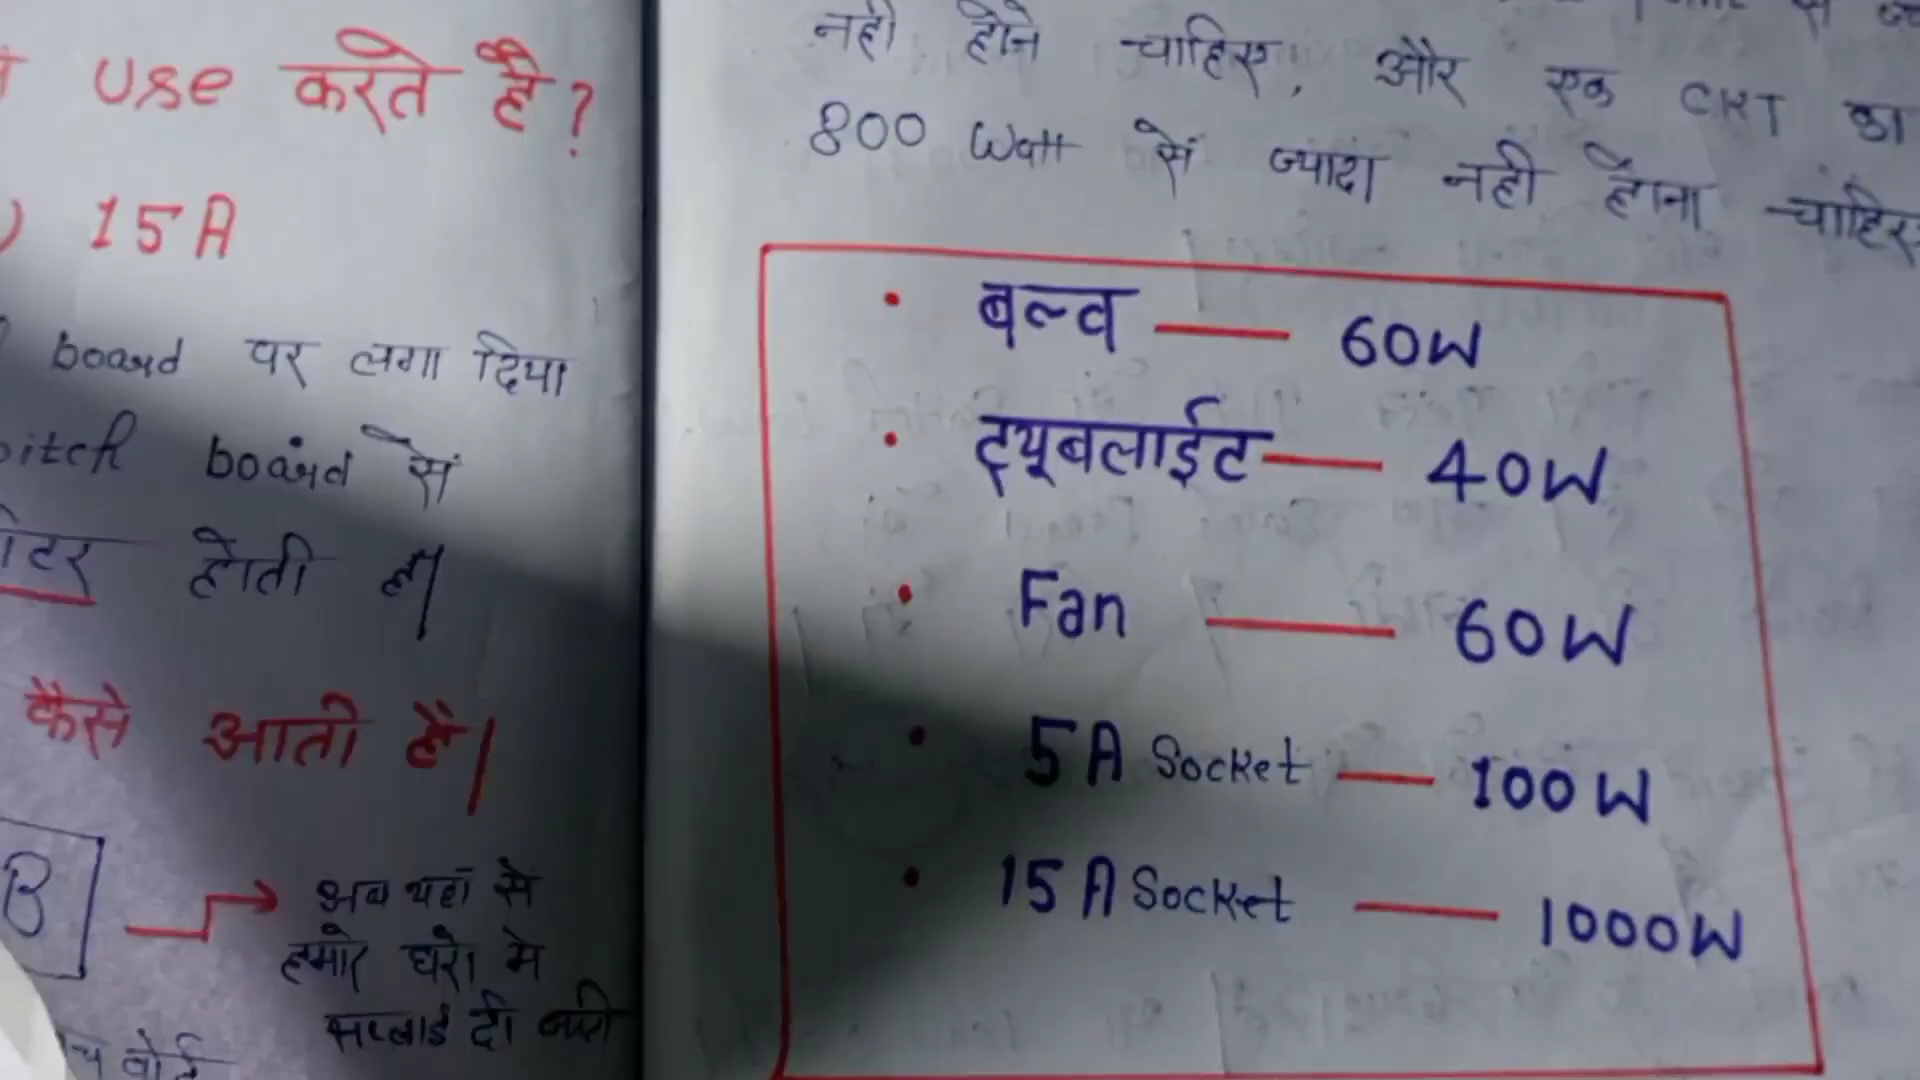 use करते है ?
15A
board पर लगा दिया
board से
होती है।
कैसे आती है।
B
अब यहाँ से
हमारे घरो मे
सप्लाई दी जाती
नही होने चाहिए, और एक CKT का
800 Watt सें ज्यादा नही होना चाहिए
• बल्व — 60W
• ट्यूबलाईट — 40W
• Fan — 60W
• 5A Socket — 100W
• 15A Socket — 1000W